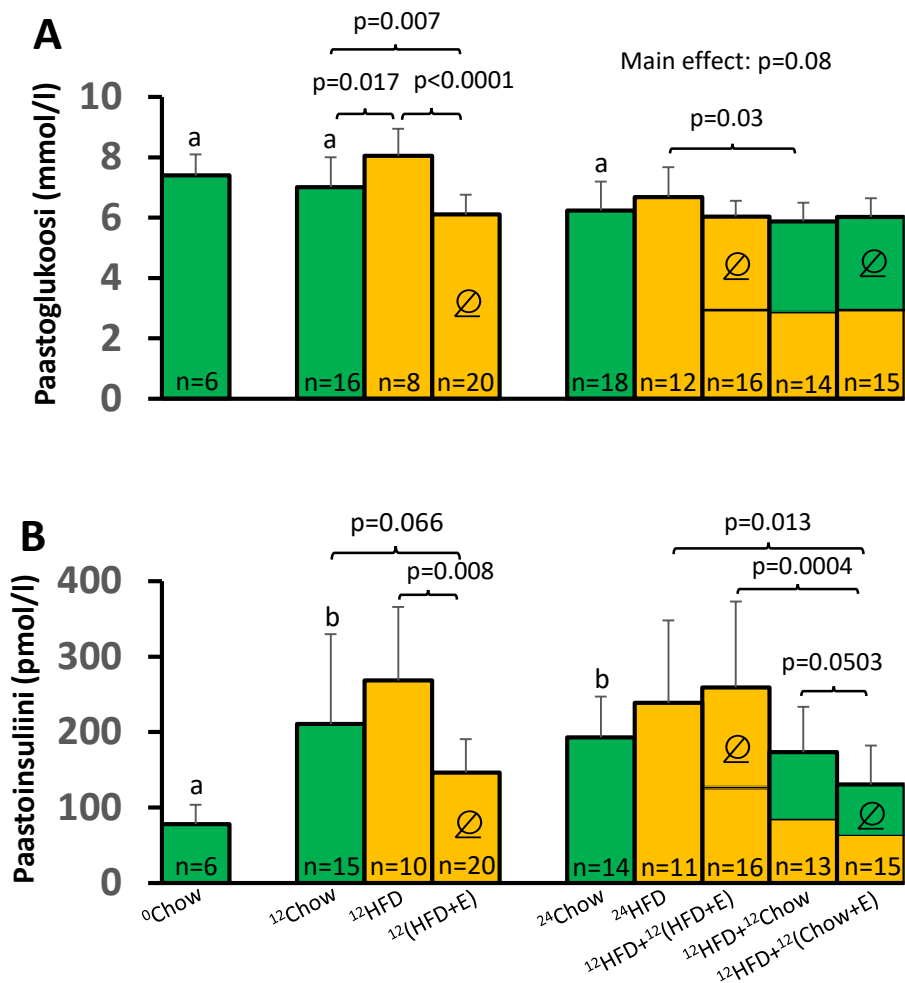 A
p=0.007
Main effect: p=0.08
p=0.017 p<0.0001
p=0.03
Paastoglukoosi (mmol/l)
10
8
6
4
2
0
a
a
a
n=6
n=16
n=8
n=20
n=18
n=12
n=16
n=14
n=15
B
p=0.066
p=0.013
p=0.008
p=0.0004
p=0.0503
Paastoinsuliini (pmol/l)
400
300
200
100
0
a
b
b
n=6
n=15
n=10
n=20
n=14
n=11
n=16
n=13
n=15
⁰Chow
¹²Chow
¹²HFD
¹²(HFD+E)
²⁴Chow
²⁴HFD
¹²HFD+¹²(HFD+E)
¹²HFD+¹²Chow
¹²HFD+¹²(Chow+E)